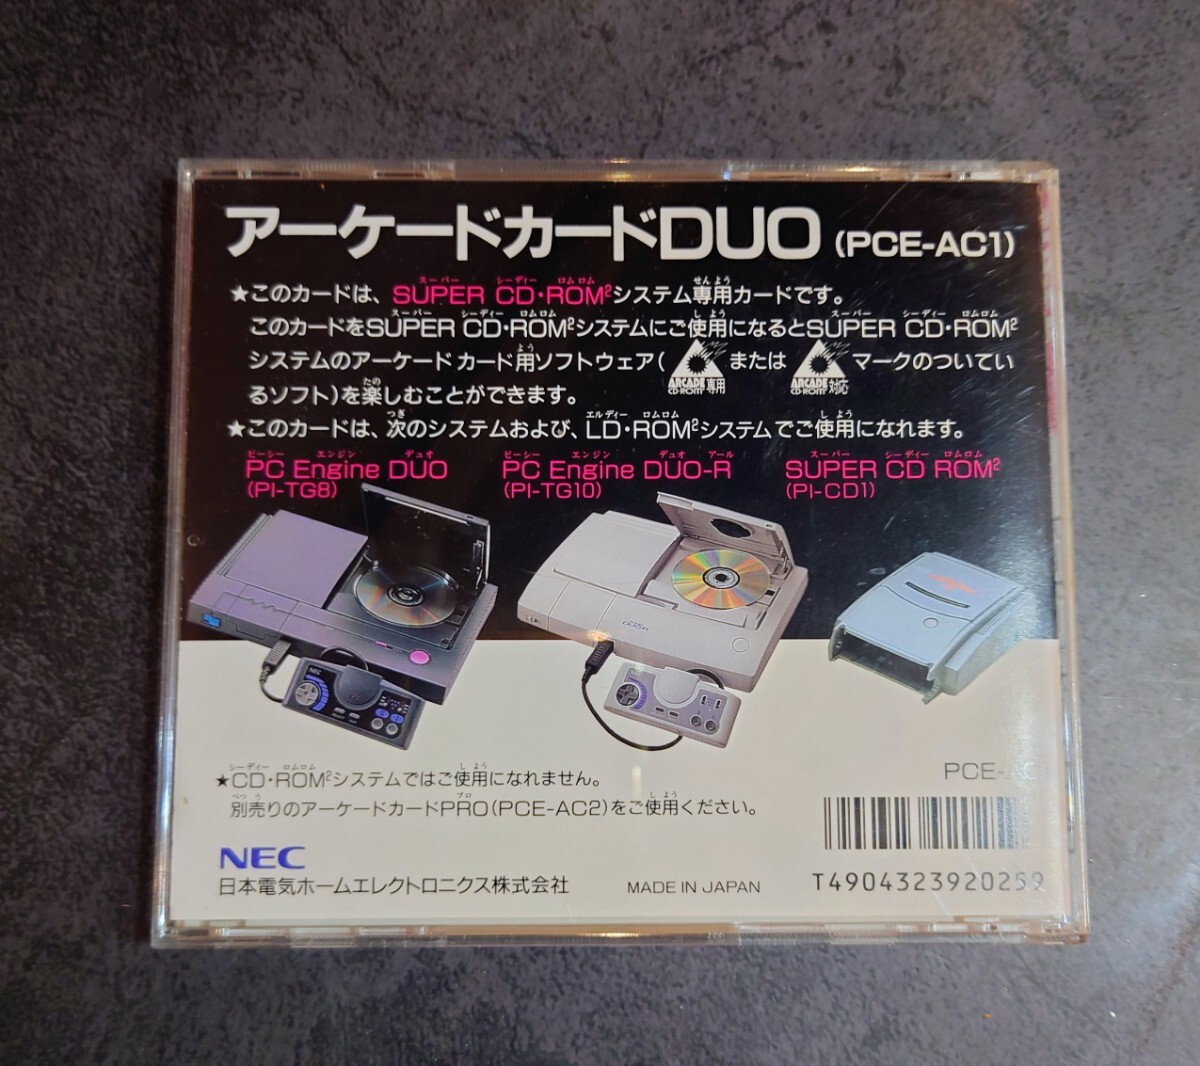 アーケードカードDUO (PCE-AC1)
★このカードは、SUPER CD・ROM²システム専用カードです。
このカードをSUPER CD・ROM²システムにご使用になるとSUPER CD・ROM²
システムのアーケードカード用ソフトウェア( ARCADE CD-ROM² 専用 または ARCADE CD-ROM² 対応 マークのついてい
るソフト)を楽しむことができます。
★このカードは、次のシステムおよび、LD・ROM²システムでご使用になれます。
PC Engine DUO
(PI-TG8)
PC Engine DUO-R
(PI-TG10)
SUPER CD ROM²
(PI-CD1)
NEC
★CD・ROM²システムではご使用になれません。
別売りのアーケードカードPRO(PCE-AC2)をご使用ください。
PCE-
NEC
日本電気ホームエレクトロニクス株式会社
MADE IN JAPAN
T4904323920259